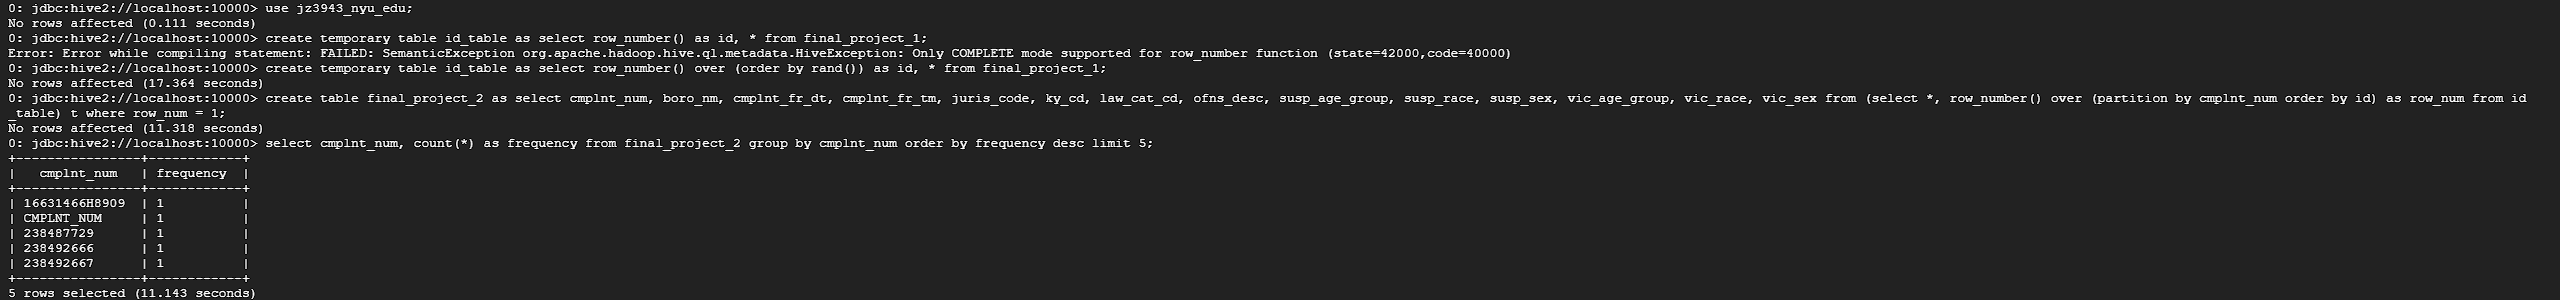 0: jdbc:hive2://localhost:10000> use jz3943_nyu_edu;
No rows affected (0.111 seconds)
0: jdbc:hive2://localhost:10000> create temporary table id_table as select row_number() as id, * from final_project_1;
Error: Error while compiling statement: FAILED: SemanticException org.apache.hadoop.hive.ql.metadata.HiveException: Only COMPLETE mode supported for row_number function (state=42000,code=40000)
0: jdbc:hive2://localhost:10000> create temporary table id_table as select row_number() over (order by rand()) as id, * from final_project_1;
No rows affected (17.364 seconds)
0: jdbc:hive2://localhost:10000> create table final_project_2 as select cmplnt_num, boro_nm, cmplnt_fr_dt, cmplnt_fr_tm, juris_code, ky_cd, law_cat_cd, ofns_desc, susp_age_group, susp_race, susp_sex, vic_age_group, vic_race, vic_sex from (select *, row_number() over (partition by cmplnt_num order by id) as row_num from id
_table) t where row_num = 1;
No rows affected (11.318 seconds)
0: jdbc:hive2://localhost:10000> select cmplnt_num, count(*) as frequency from final_project_2 group by cmplnt_num order by frequency desc limit 5;
+----------------+------------+
|   cmplnt_num   | frequency  |
+----------------+------------+
| 16631466H8909  | 1          |
| CMPLNT_NUM     | 1          |
| 238487729      | 1          |
| 238492666      | 1          |
| 238492667      | 1          |
+----------------+------------+
5 rows selected (11.143 seconds)